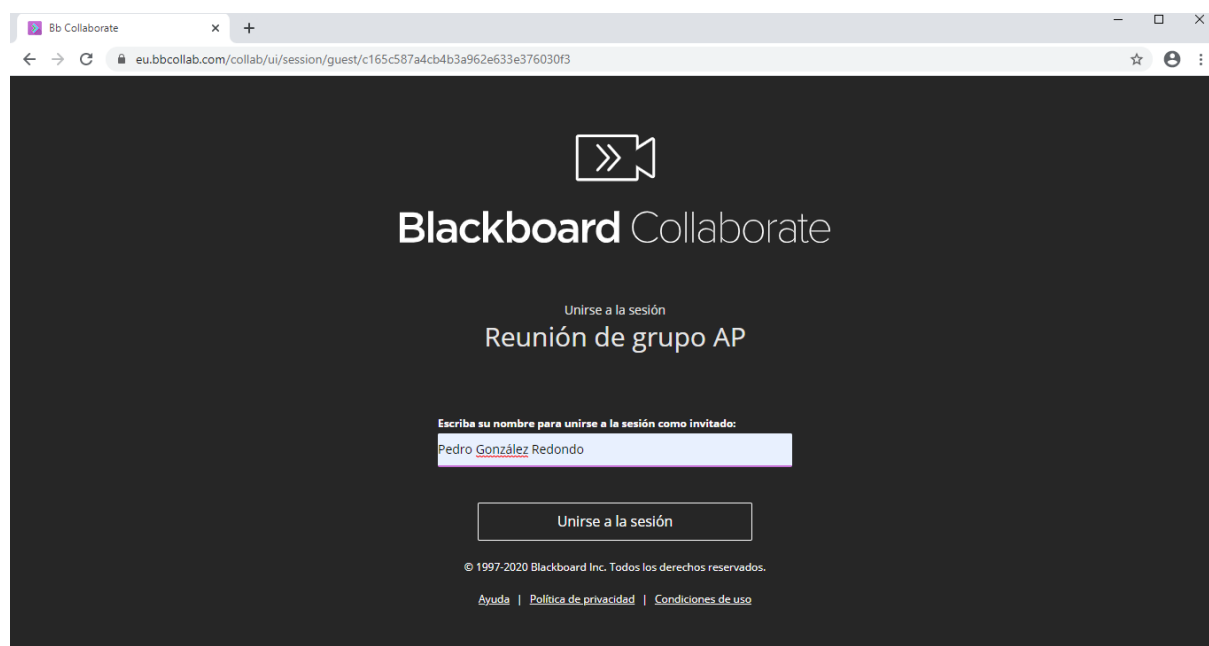 Bb Collaborate
eu.bbcollab.com/collab/ui/session/guest/c165c587a4cb4b3a962e633e376030f3
Blackboard Collaborate
Unirse a la sesión
Reunión de grupo AP
Escriba su nombre para unirse a la sesión como invitado:
Pedro González Redondo
Unirse a la sesión
© 1997-2020 Blackboard Inc. Todos los derechos reservados.
Ayuda | Política de privacidad | Condiciones de uso